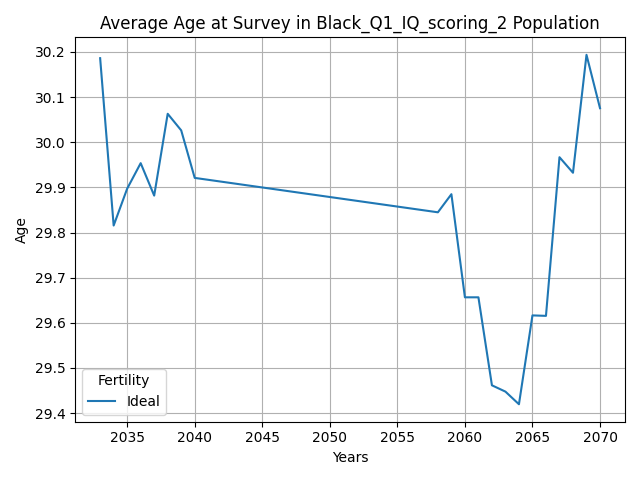 Average Age at Survey in Black_Q1_IQ_scoring_2 Population
30.2
30.1
30.0
29.9
29.8
29.7
29.6
29.5
29.4
Age
Fertility
Ideal
2035 2040 2045 2050 2055 2060 2065 2070
Years